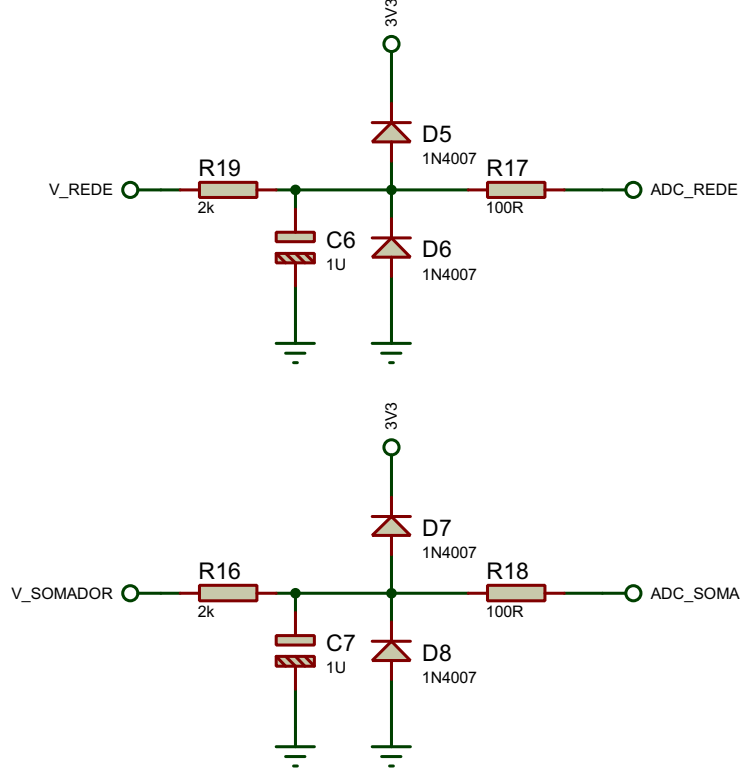 3V3
D5
1N4007
R19
2k
R17
100R
V_REDE
ADC_REDE
C6
1U
D6
1N4007
3V3
D7
1N4007
R16
2k
R18
100R
V_SOMADOR
ADC_SOMA
C7
1U
D8
1N4007